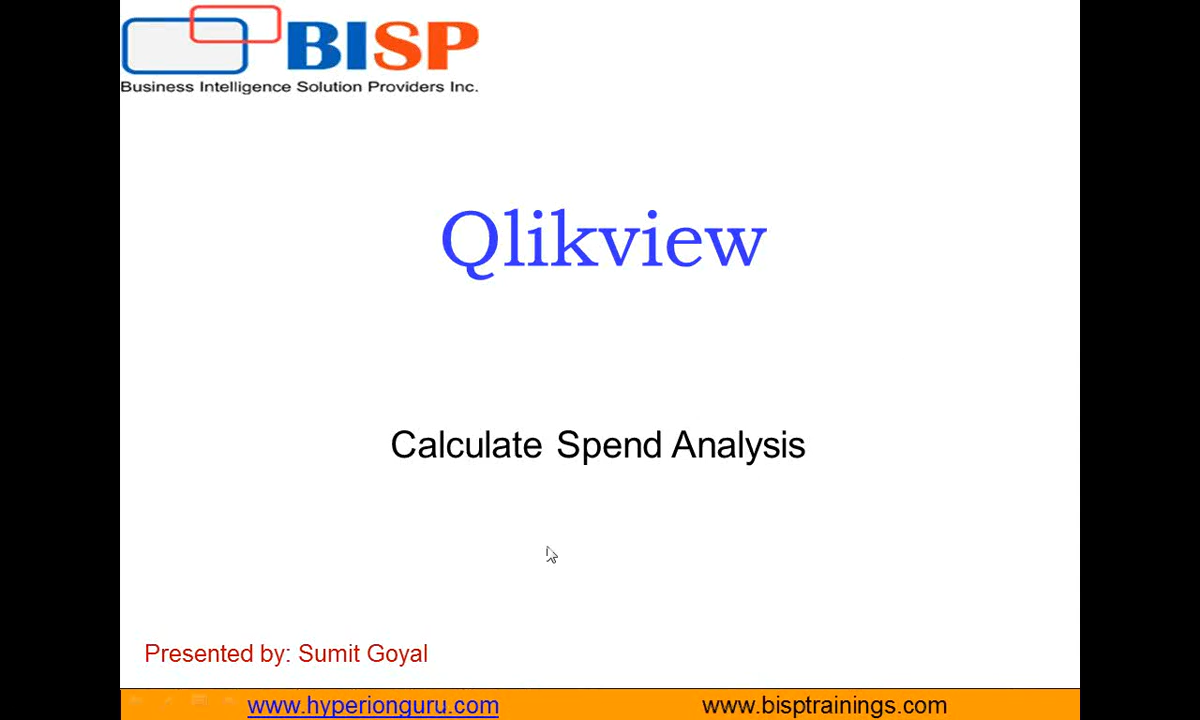 BISP
Business Intelligence Solution Providers Inc.
Qlikview
Calculate Spend Analysis
Presented by: Sumit Goyal
www.hyperionguru.com www.bisptrainings.com